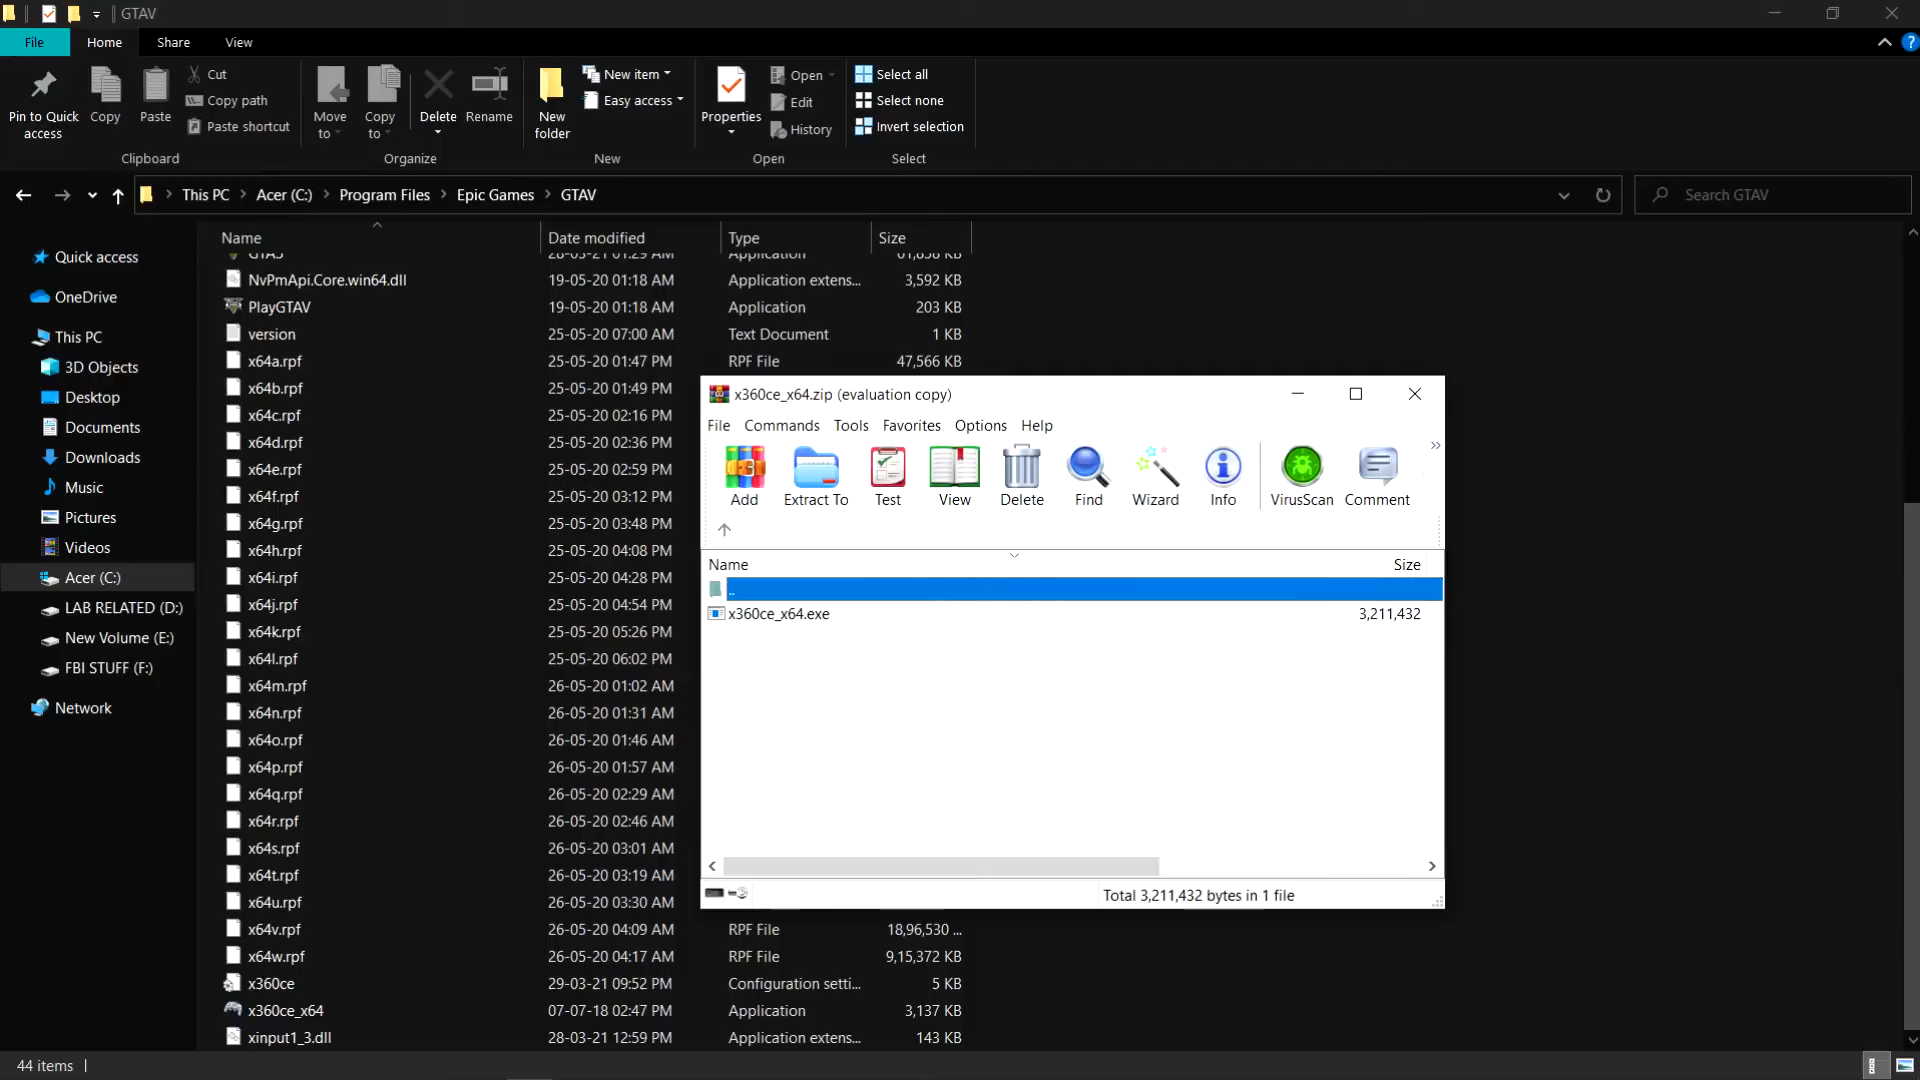 GTAV
File Home Share View
Pin to Quick access
Copy
Paste
Cut
Copy path
Paste shortcut
Clipboard
Move to
Copy to
Delete
Rename
Organize
New folder
New item
Easy access
New
Properties
Open
Edit
History
Open
Select all
Select none
Invert selection
Select
This PC Acer (C:) Program Files Epic Games GTAV
Search GTAV
Quick access
OneDrive
This PC
3D Objects
Desktop
Documents
Downloads
Music
Pictures
Videos
Acer (C:)
LAB RELATED (D:)
New Volume (E:)
FBI STUFF (F:)
Network
Name Date modified Type Size
GTA5 28-03-21 01:29 AM Application 61,838 KB
NvPmApi.Core.win64.dll 19-05-20 01:18 AM Application extens... 3,592 KB
PlayGTAV 19-05-20 01:18 AM Application 203 KB
version 25-05-20 07:00 AM Text Document 1 KB
x64a.rpf 25-05-20 01:47 PM RPF File 47,566 KB
x64b.rpf 25-05-20 01:49 PM
x64c.rpf 25-05-20 02:16 PM
x64d.rpf 25-05-20 02:36 PM
x64e.rpf 25-05-20 02:59 PM
x64f.rpf 25-05-20 03:12 PM
x64g.rpf 25-05-20 03:48 PM
x64h.rpf 25-05-20 04:08 PM
x64i.rpf 25-05-20 04:28 PM
x64j.rpf 25-05-20 04:54 PM
x64k.rpf 25-05-20 05:26 PM
x64l.rpf 25-05-20 06:02 PM
x64m.rpf 26-05-20 01:02 AM
x64n.rpf 26-05-20 01:31 AM
x64o.rpf 26-05-20 01:46 AM
x64p.rpf 26-05-20 01:57 AM
x64q.rpf 26-05-20 02:29 AM
x64r.rpf 26-05-20 02:46 AM
x64s.rpf 26-05-20 03:01 AM
x64t.rpf 26-05-20 03:19 AM
x64u.rpf 26-05-20 03:30 AM
x64v.rpf 26-05-20 04:09 AM RPF File 18,96,530 ...
x64w.rpf 26-05-20 04:17 AM RPF File 9,15,372 KB
x360ce 29-03-21 09:52 PM Configuration setti... 5 KB
x360ce_x64 07-07-18 02:47 PM Application 3,137 KB
xinput1_3.dll 28-03-21 12:59 PM Application extens... 143 KB
44 items
x360ce_x64.zip (evaluation copy)
File Commands Tools Favorites Options Help
Add Extract To Test View Delete Find Wizard Info VirusScan Comment
Name Size
..
x360ce_x64.exe 3,211,432
Total 3,211,432 bytes in 1 file